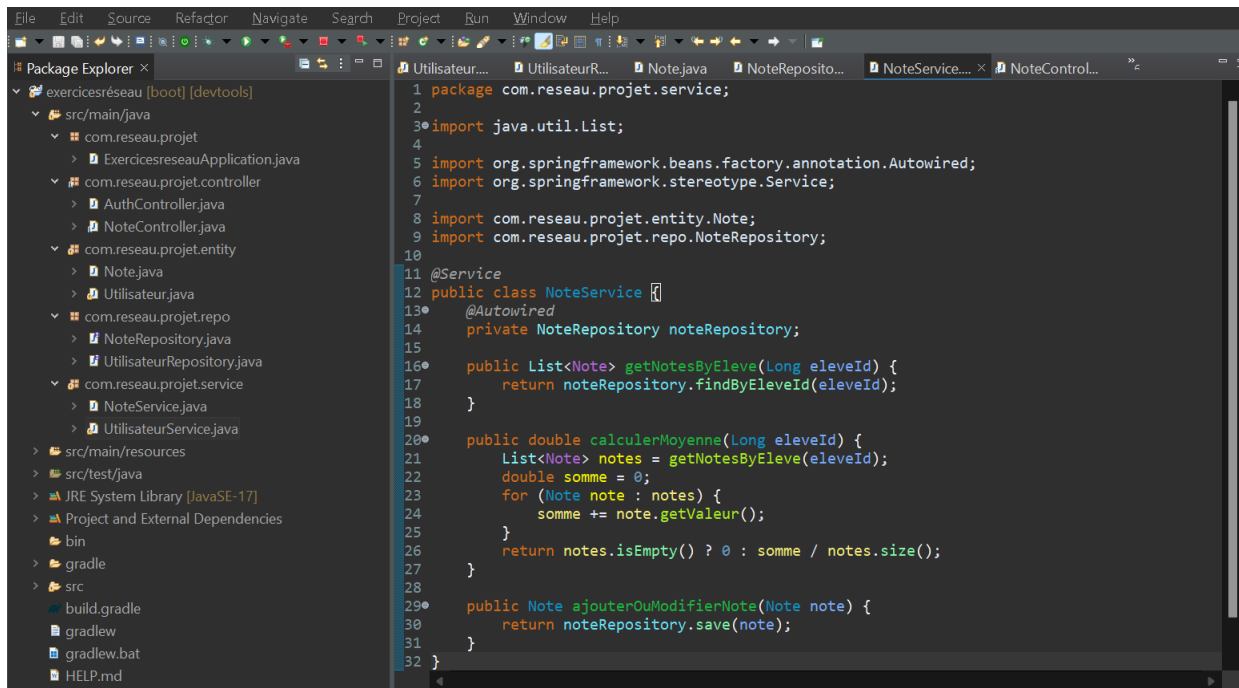 File Edit Source Refactor Navigate Search Project Run Window Help
Package Explorer ×
exercicesréseau [boot] [devtools]
src/main/java
com.reseau.projet
ExercicesreseauApplication.java
com.reseau.projet.controller
AuthController.java
NoteController.java
com.reseau.projet.entity
Note.java
Utilisateur.java
com.reseau.projet.repo
NoteRepository.java
UtilisateurRepository.java
com.reseau.projet.service
NoteService.java
UtilisateurService.java
src/main/resources
src/test/java
JRE System Library [JavaSE-17]
Project and External Dependencies
bin
gradle
src
build.gradle
gradlew
gradlew.bat
HELP.md
Utilisateur.... UtilisateurR... Note.java NoteReposito... NoteService.... × NoteControl... »2
1 package com.reseau.projet.service;
2
3 import java.util.List;
4
5 import org.springframework.beans.factory.annotation.Autowired;
6 import org.springframework.stereotype.Service;
7
8 import com.reseau.projet.entity.Note;
9 import com.reseau.projet.repo.NoteRepository;
10
11 @Service
12 public class NoteService {
13 @Autowired
14 private NoteRepository noteRepository;
15
16 public List<Note> getNotesByEleve(Long eleveId) {
17 return noteRepository.findByEleveId(eleveId);
18 }
19
20 public double calculerMoyenne(Long eleveId) {
21 List<Note> notes = getNotesByEleve(eleveId);
22 double somme = 0;
23 for (Note note : notes) {
24 somme += note.getValeur();
25 }
26 return notes.isEmpty() ? 0 : somme / notes.size();
27 }
28
29 public Note ajouterOuModifierNote(Note note) {
30 return noteRepository.save(note);
31 }
32 }